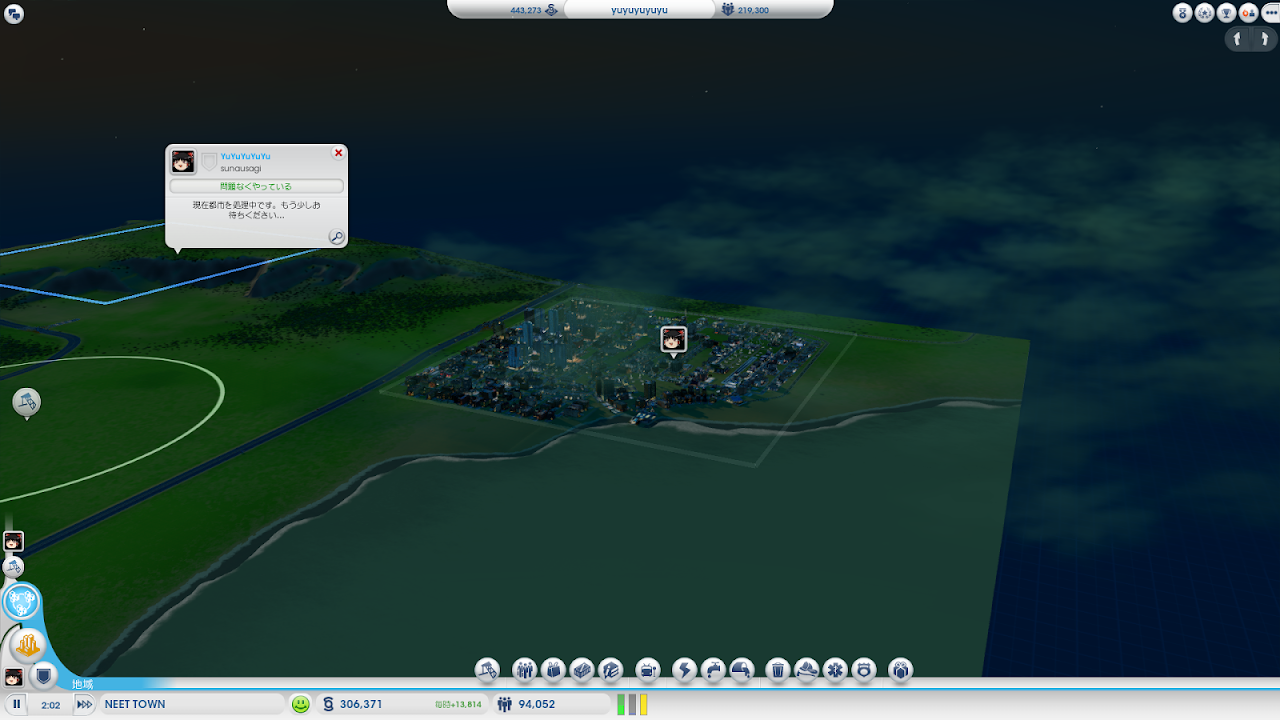 443,273
yuyuyuyuyu
219,300
YuYuYuYuYu
sunausagi
問題なくやっている
現在都市を処理中です。もう少しお
待ちください...
地域
2:02
NEET TOWN
306,371
毎時+13,814
94,052